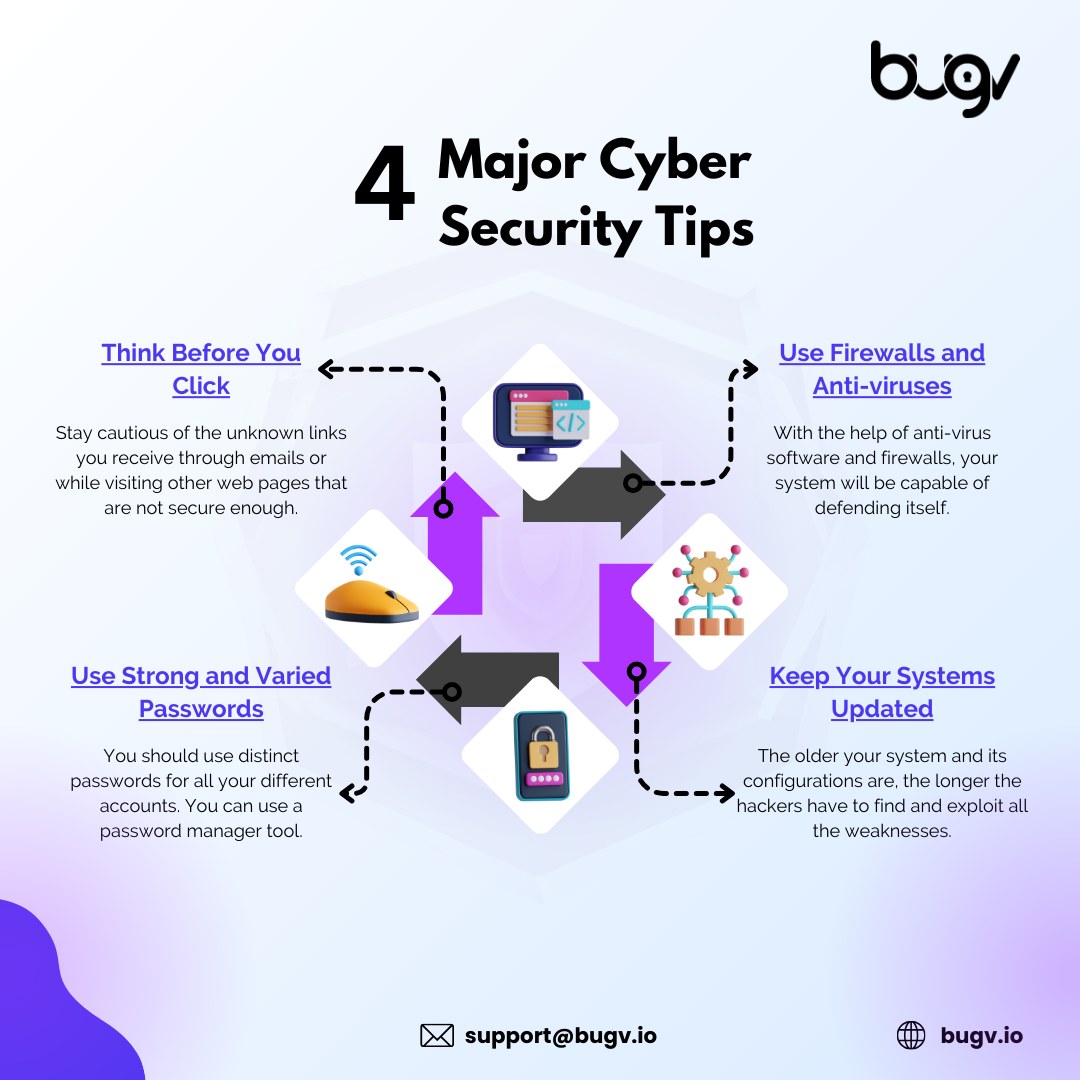 bugv
4
Major Cyber
Security Tips
Think Before You
Click
Stay cautious of the unknown links
you receive through emails or
while visiting other web pages that
are not secure enough.
Use Firewalls and
Anti-viruses
With the help of anti-virus
software and firewalls, your
system will be capable of
defending itself.
</>
Use Strong and Varied
Passwords
You should use distinct
passwords for all your different
accounts. You can use a
password manager tool.
Keep Your Systems
Updated
The older your system and its
configurations are, the longer the
hackers have to find and exploit all
the weaknesses.
support@bugv.io
bugv.io